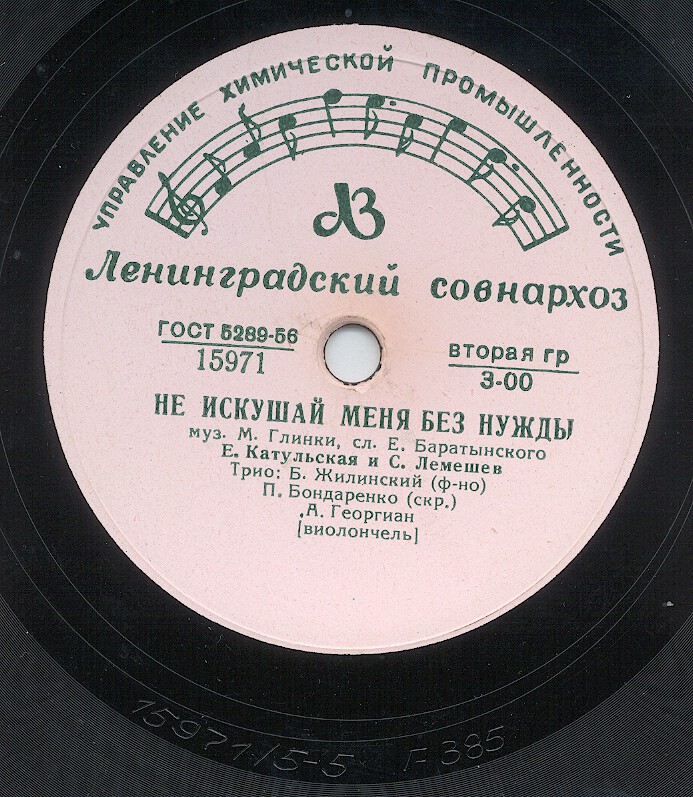 УПРАВЛЕНИЕ ХИМИЧЕСКОЙ ПРОМЫШЛЕННОСТИ
ЛЗ
Ленинградский совнархоз
ГОСТ 5289-56
15971
вторая гр
3-00
НЕ ИСКУШАЙ МЕНЯ БЕЗ НУЖДЫ
муз. М. Глинки, сл. Е. Баратынского
Е. Катульская и С. Лемешев
Трио: Б. Жилинский (ф-но)
П. Бондаренко (скр.)
А. Георгиан
[виолончель]
15971/5-5 Г385